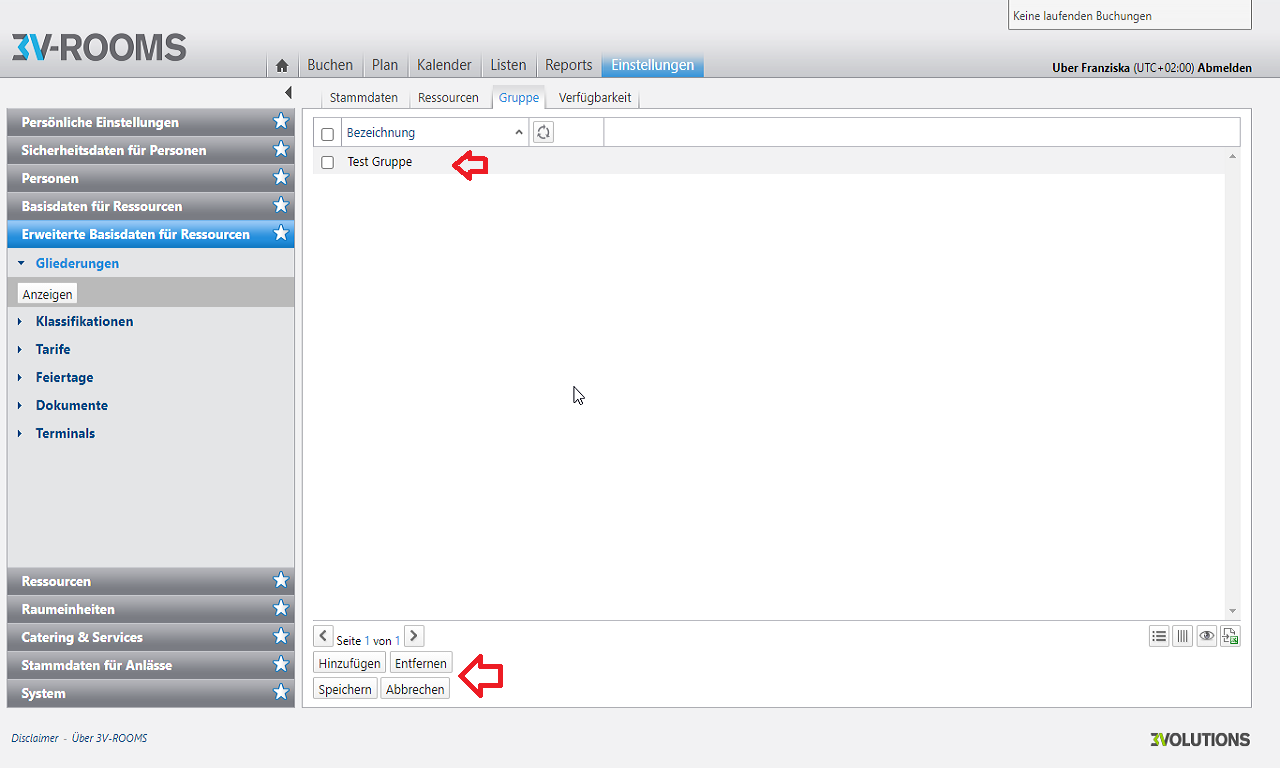 Keine laufenden Buchungen
3V-ROOMS
Buchen Plan Kalender Listen Reports Einstellungen
Uber Franziska (UTC+02:00) Abmelden
Stammdaten Ressourcen Gruppe Verfügbarkeit
Persönliche Einstellungen
Sicherheitsdaten für Personen
Personen
Basisdaten für Ressourcen
Erweiterte Basisdaten für Ressourcen
Gliederungen
Anzeigen
Klassifikationen
Tarife
Feiertage
Dokumente
Terminals
Ressourcen
Raumeinheiten
Catering & Services
Stammdaten für Anlässe
System
Bezeichnung
Test Gruppe
Seite 1 von 1
Hinzufügen Entfernen
Speichern Abbrechen
Disclaimer - Über 3V-ROOMS
3VOLUTIONS